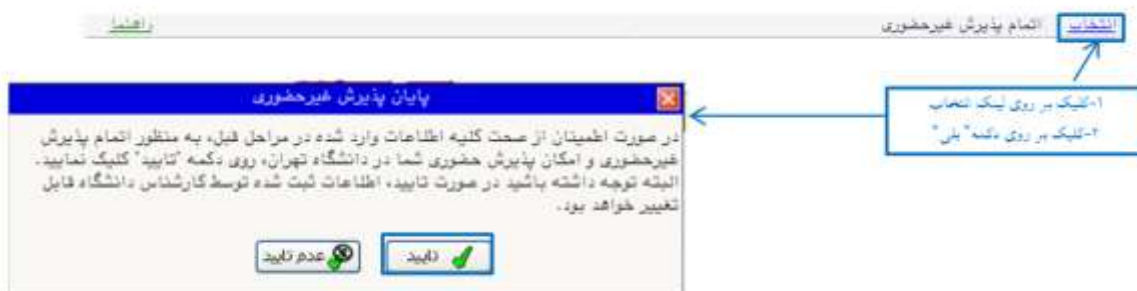 انتخاب اتمام پذیرش غیرحضوری راهنما
۱-کلیک بر روی لینک انتخاب
۲-کلیک بر روی دکمه" بلی"
پایان پذیرش غیرحضوری
در صورت اطمینان از صحت کلیه اطلاعات وارد شده در مراحل قبل، به منظور اتمام پذیرش
غیرحضوری و امکان پذیرش حضوری شما در دانشگاه تهران، روی دکمه "تایید" کلیک نمایید.
البته توجه داشته باشید در صورت تایید، اطلاعات ثبت شده توسط کارشناس دانشگاه قابل
تغییر خواهد بود.
تایید عدم تایید